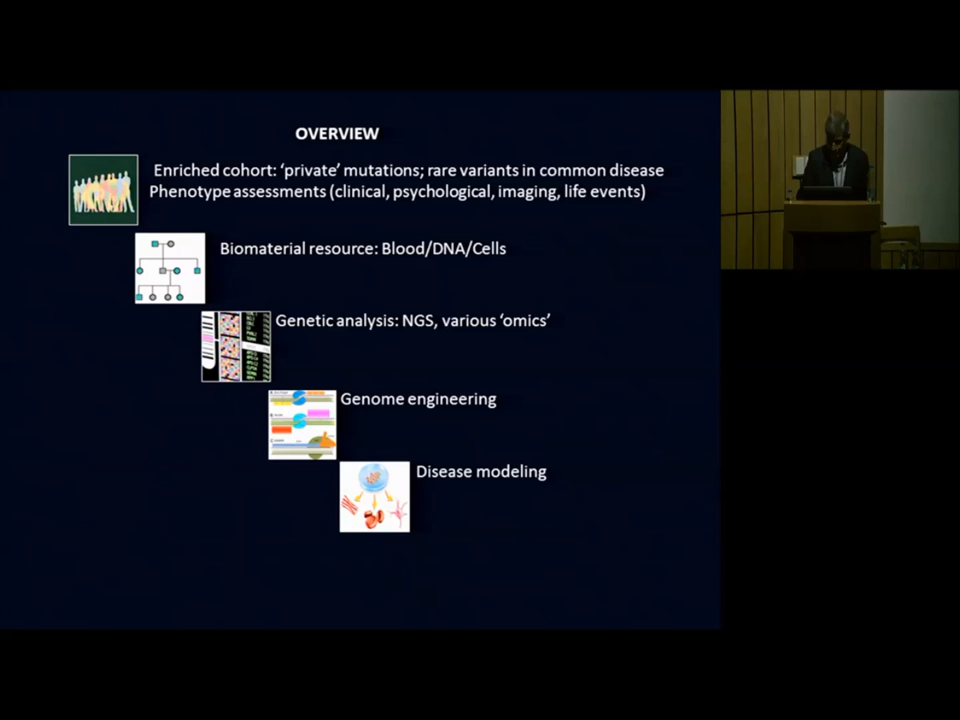 OVERVIEW
Enriched cohort: ‘private’ mutations; rare variants in common disease
Phenotype assessments (clinical, psychological, imaging, life events)
Biomaterial resource: Blood/DNA/Cells
Genetic analysis: NGS, various ‘omics’
Genome engineering
Disease modeling